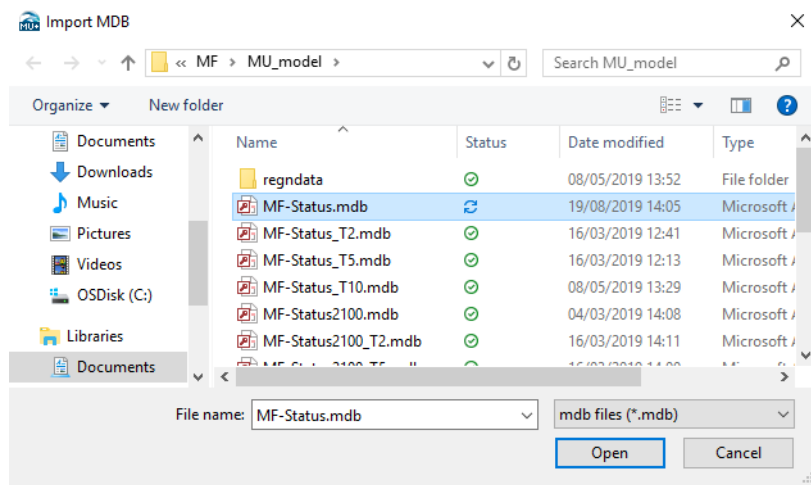 Import MDB
« MF > MU_model >
Search MU_model
Organize
New folder
Documents
Downloads
Music
Pictures
Videos
OSDisk (C:)
Libraries
Documents
Name Status Date modified Type
regndata 08/05/2019 13:52 File folder
MF-Status.mdb 19/08/2019 14:05 Microsoft
MF-Status_T2.mdb 16/03/2019 12:41 Microsoft
MF-Status_T5.mdb 16/03/2019 12:13 Microsoft
MF-Status_T10.mdb 08/05/2019 13:29 Microsoft
MF-Status2100.mdb 04/03/2019 14:08 Microsoft
MF-Status2100_T2.mdb 16/03/2019 14:11 Microsoft
File name: MF-Status.mdb
mdb files (*.mdb)
Open
Cancel